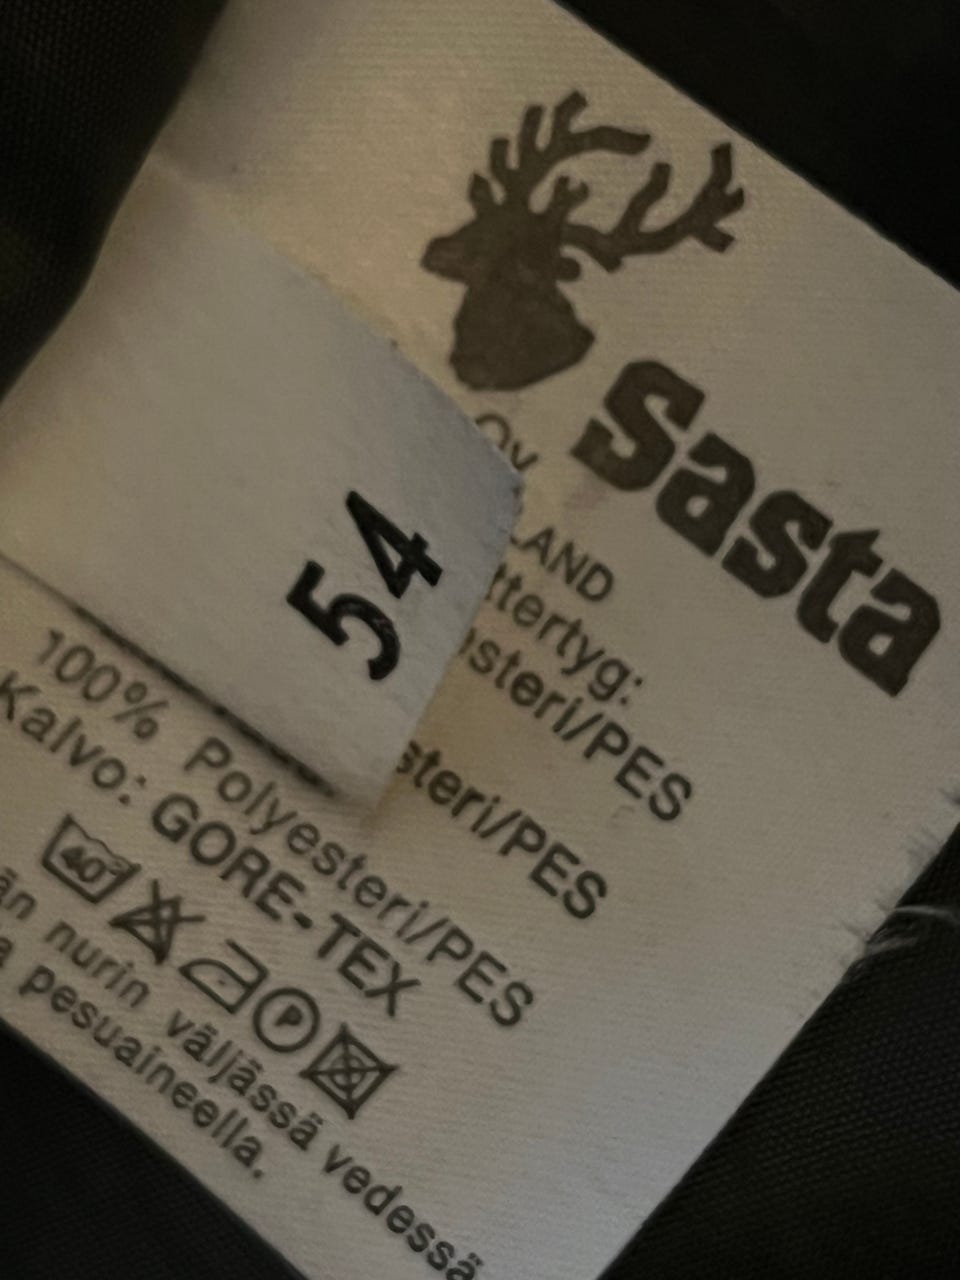 Sasta
Oy
54
LAND
ttertyg:
steri/PES
steri/PES
100% Polyesteri/PES
Kalvo: GORE-TEX
40° P
än nurin väljässä vedessä
a pesuaineella.